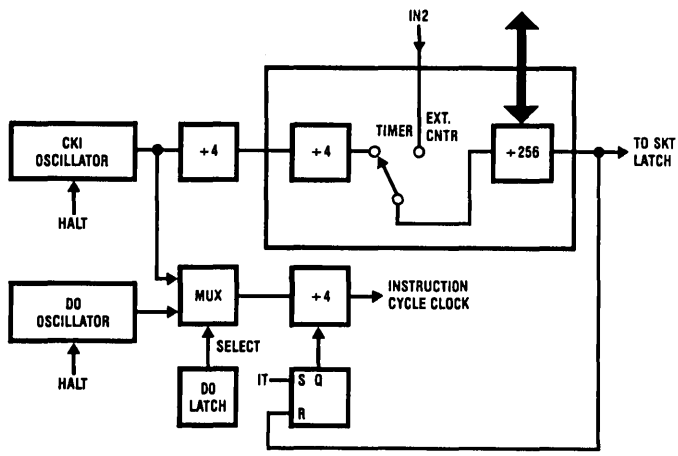 IN2
CKI
OSCILLATOR
÷4
÷4
TIMER
EXT.
CNTR
÷256
TO SKT
LATCH
HALT
DO
OSCILLATOR
MUX
÷4
INSTRUCTION
CYCLE CLOCK
HALT
SELECT
DO
LATCH
IT
S Q
R